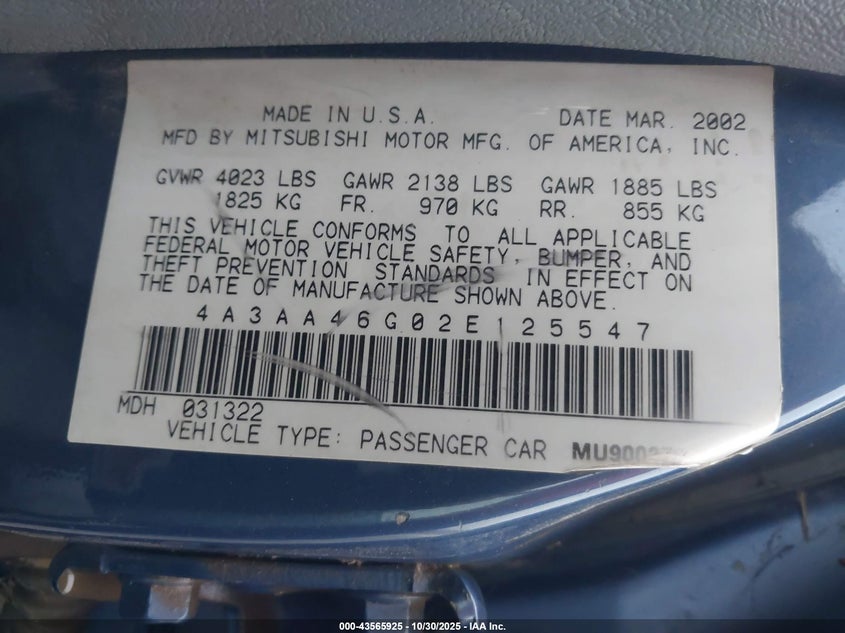 MADE IN U.S.A. DATE MAR. 2002
MFD BY MITSUBISHI MOTOR MFG. OF AMERICA, INC.
GVWR 4023 LBS GAWR 2138 LBS GAWR 1885 LBS
1825 KG FR. 970 KG RR. 855 KG
THIS VEHICLE CONFORMS TO ALL APPLICABLE
FEDERAL MOTOR VEHICLE SAFETY, BUMPER, AND
THEFT PREVENTION STANDARDS IN EFFECT ON
THE DATE OF MANUFACTURE SHOWN ABOVE.
4A3AA46G02E125547
MDH 031322
VEHICLE TYPE: PASSENGER CAR
000-43565925 - 10/30/2025 - IAA Inc.